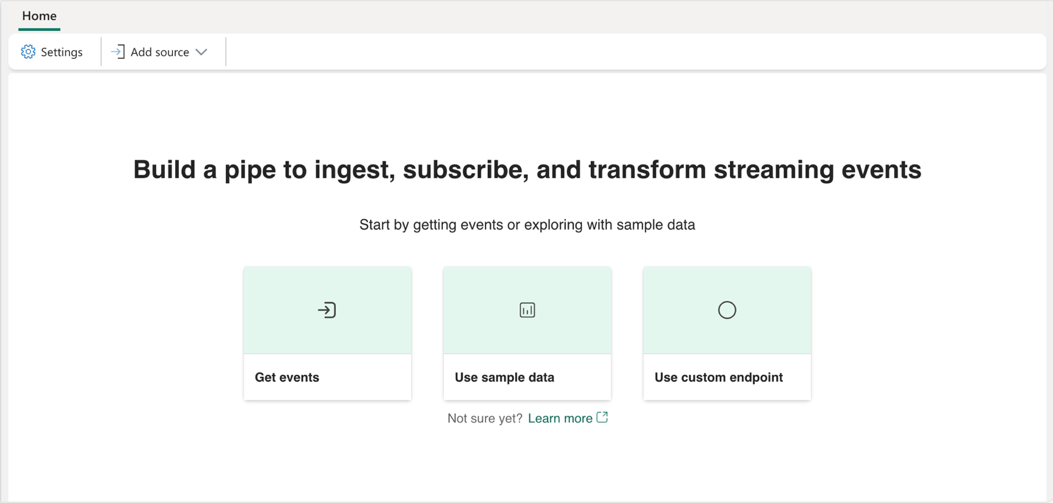 Home
Settings
Add source
Build a pipe to ingest, subscribe, and transform streaming events
Start by getting events or exploring with sample data
Get events
Use sample data
Use custom endpoint
Not sure yet? Learn more